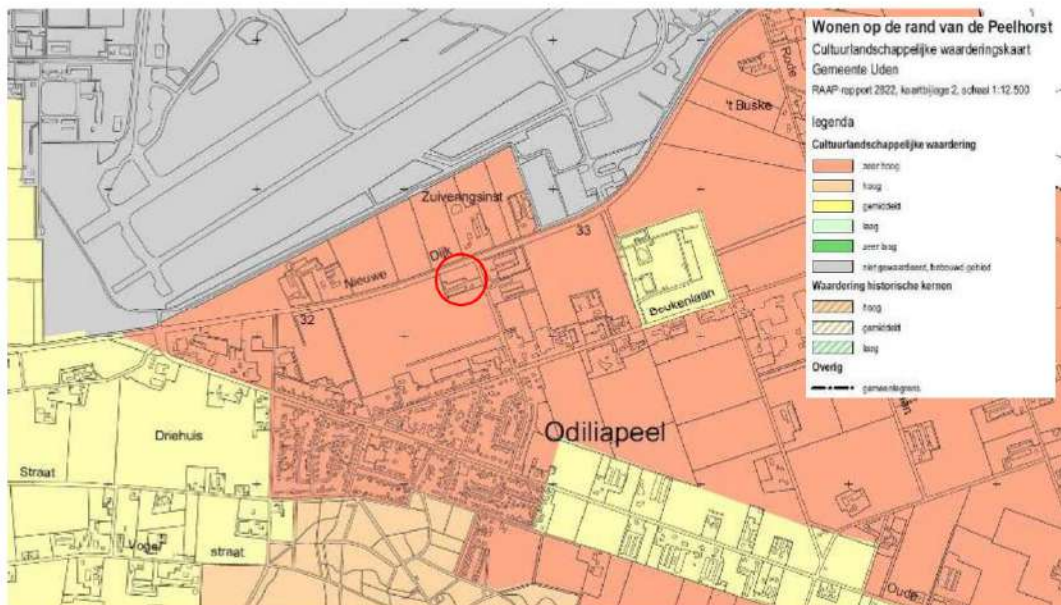 Wonen op de rand van de Peelhorst
Cultuurlandschappelijke waarderingskaart
Gemeente Uden
RAAP-rapport 2822, kaartbijlage 2, schaal 1:12.500
legenda
Cultuurlandschappelijke waardering
zeer hoog
hoog
gemiddeld
laag
zeer laag
niet gewaardeerd, bebouwd gebied
Waardering historische kernen
hoog
gemiddeld
laag
Overig
gemeentegrens
Rode
't Buske
Zuiveringsinst
33
Nieuwe Dijk
Beukenlaan
32
Odiliapeel
Driehuis
Straat
Vogel straat
Oude